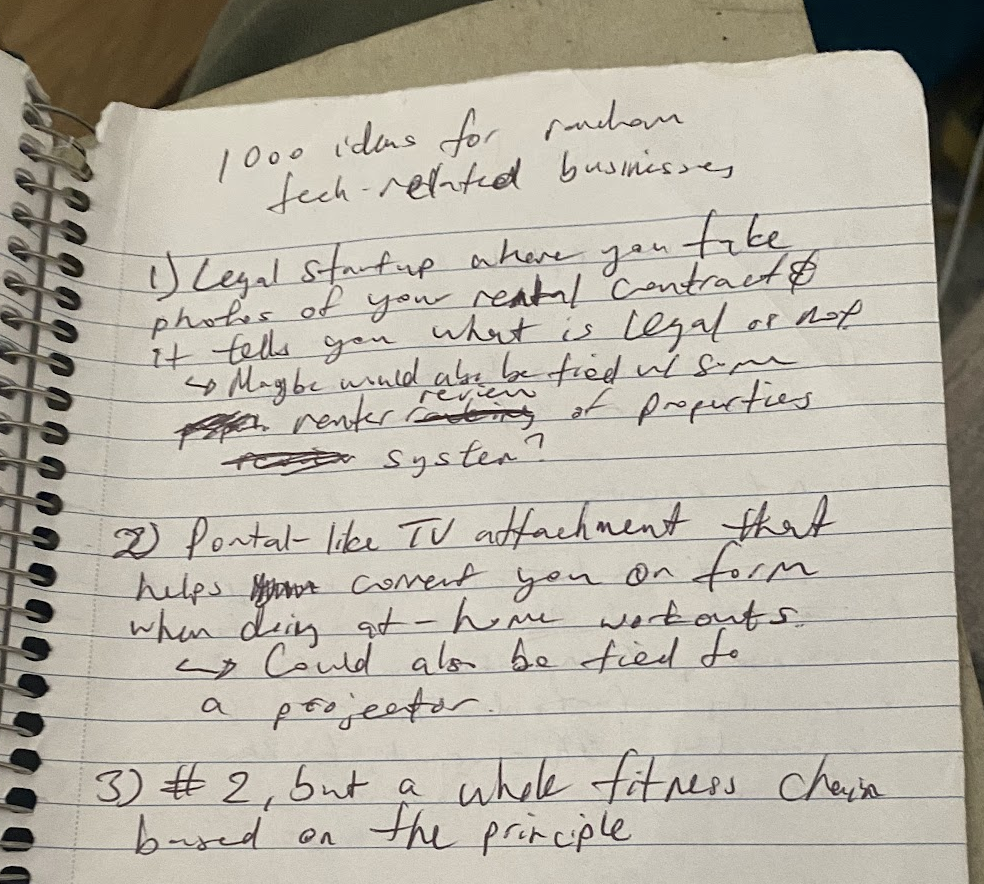 1000 ideas for random
tech-related businesses
1) Legal startup where you take
photos of your rental contract &
it tells you what is legal or not
↳ Maybe would also be tied w/ some
renter review of properties
system?
2) Portal-like TV attachment that
helps correct you on form
when doing at-home workouts.
↳ Could also be tied to
a projector.
3) #2, but a whole fitness chain
based on the principle